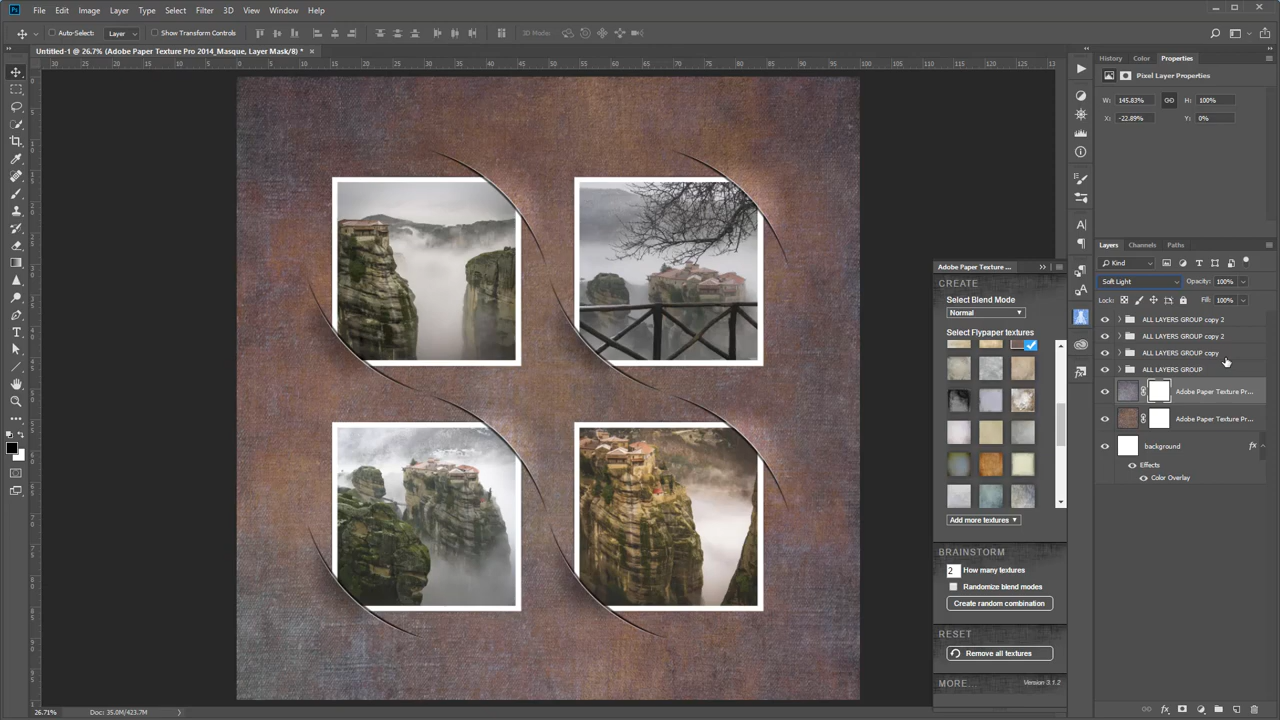 Ps File Edit Image Layer Type Select Filter 3D View Window Help
Auto-Select: Layer Show Transform Controls 3D Mode:
Untitled-1 @ 26.7% (Adobe Paper Texture Pro 2014_Masque, Layer Mask/8) *
History Color Properties
Pixel Layer Properties
W: 145.83% H: 100%
X: -22.89% Y: 0%
Layers Channels Paths
Kind
Soft Light Opacity: 100%
Lock: Fill: 100%
ALL LAYERS GROUP copy 2
ALL LAYERS GROUP copy 2
ALL LAYERS GROUP copy
ALL LAYERS GROUP
Adobe Paper Texture Pr...
Adobe Paper Texture Pr...
background fx
Effects
Color Overlay
Adobe Paper Texture ...
CREATE
Select Blend Mode
Normal
Select Flypaper textures
Add more textures
BRAINSTORM
2 How many textures
Randomize blend modes
Create random combination
RESET
Remove all textures
MORE... Version 3.1.2
26.71% Doc: 35.0M/423.7M